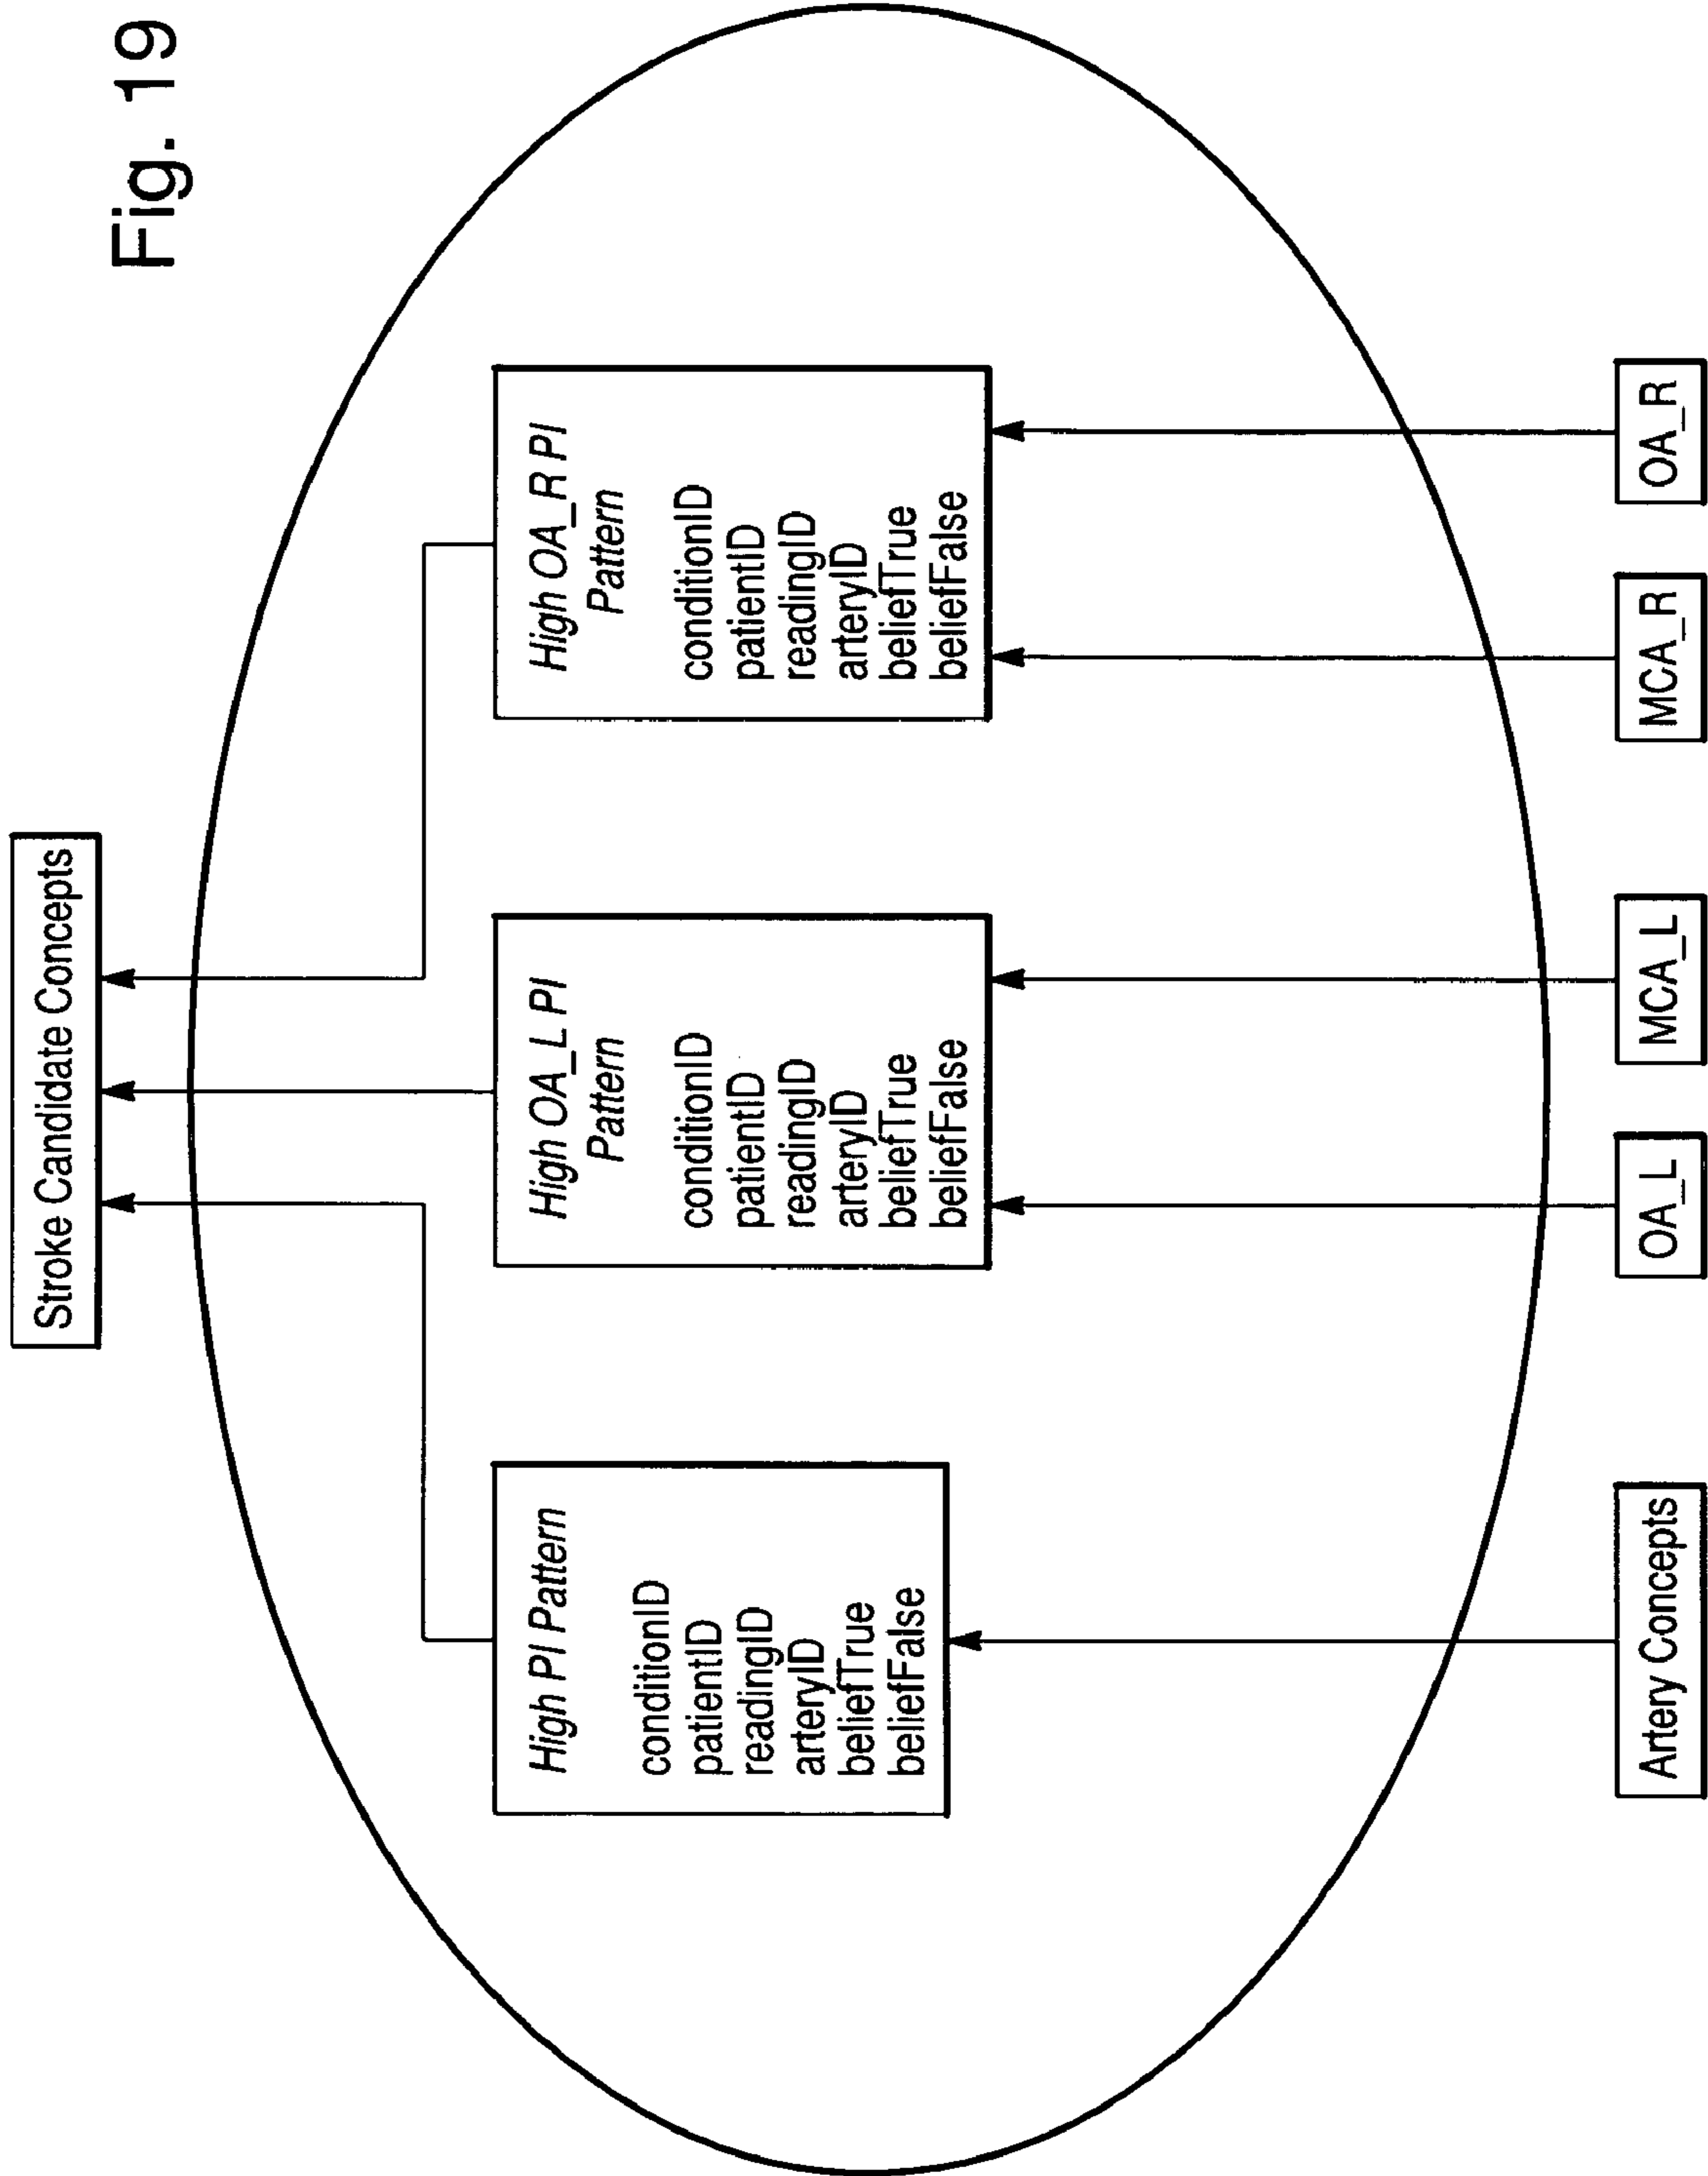 Fig. 19
Stroke Candidate Concepts
High PI Pattern
conditionID
patientID
readingID
arteryID
beliefTrue
beliefFalse
High OA_L PI
Pattern
conditionID
patientID
readingID
arteryID
beliefTrue
beliefFalse
High OA_R PI
Pattern
conditionID
patientID
readingID
arteryID
beliefTrue
beliefFalse
Artery Concepts
OA_L
MCA_L
MCA_R
OA_R